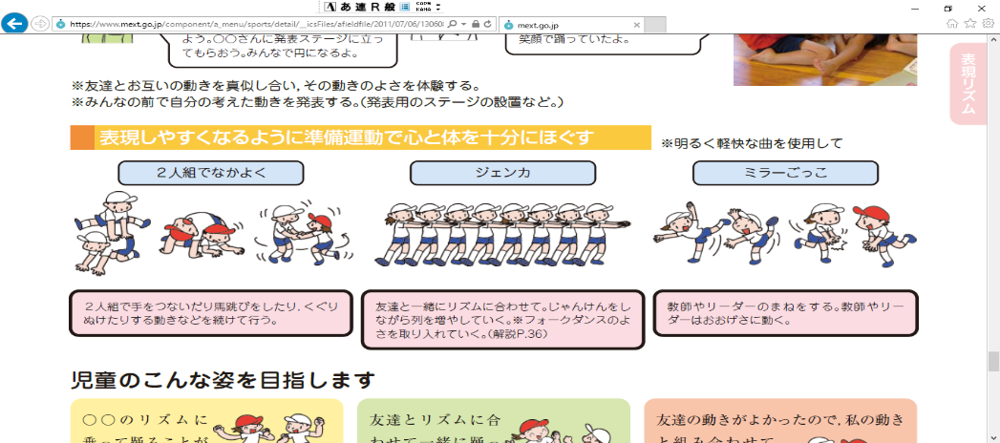 あ 連 R 般
CAPS
KANA
https://www.mext.go.jp/component/a_menu/sports/detail/__icsFiles/afieldfile/2011/07/06/13060
mext.go.jp
よう。○○さんに発表ステージに立っ
てもらおう。みんなで円になるよ。
笑顔で踊っていたよ。
表現リズム
※友達とお互いの動きを真似し合い,その動きのよさを体験する。
※みんなの前で自分の考えた動きを発表する。(発表用のステージの設置など。)
表現しやすくなるように準備運動で心と体を十分にほぐす
※明るく軽快な曲を使用して
2人組でなかよく
ジェンカ
ミラーごっこ
2人組で手をつないだり馬跳びをしたり,くぐり
ぬけたりする動きなどを続けて行う。
友達と一緒にリズムに合わせて。じゃんけんをし
ながら列を増やしていく。※フォークダンスのよ
さを取り入れていく。(解説P.36)
教師やリーダーのまねをする。教師やリー
ダーはおおげさに動く。
児童のこんな姿を目指します
○○のリズムに
乗って踊ることが
友達とリズムに合
わせて一緒に踊っ
友達の動きがよかったので,私の動き
と組み合わせて